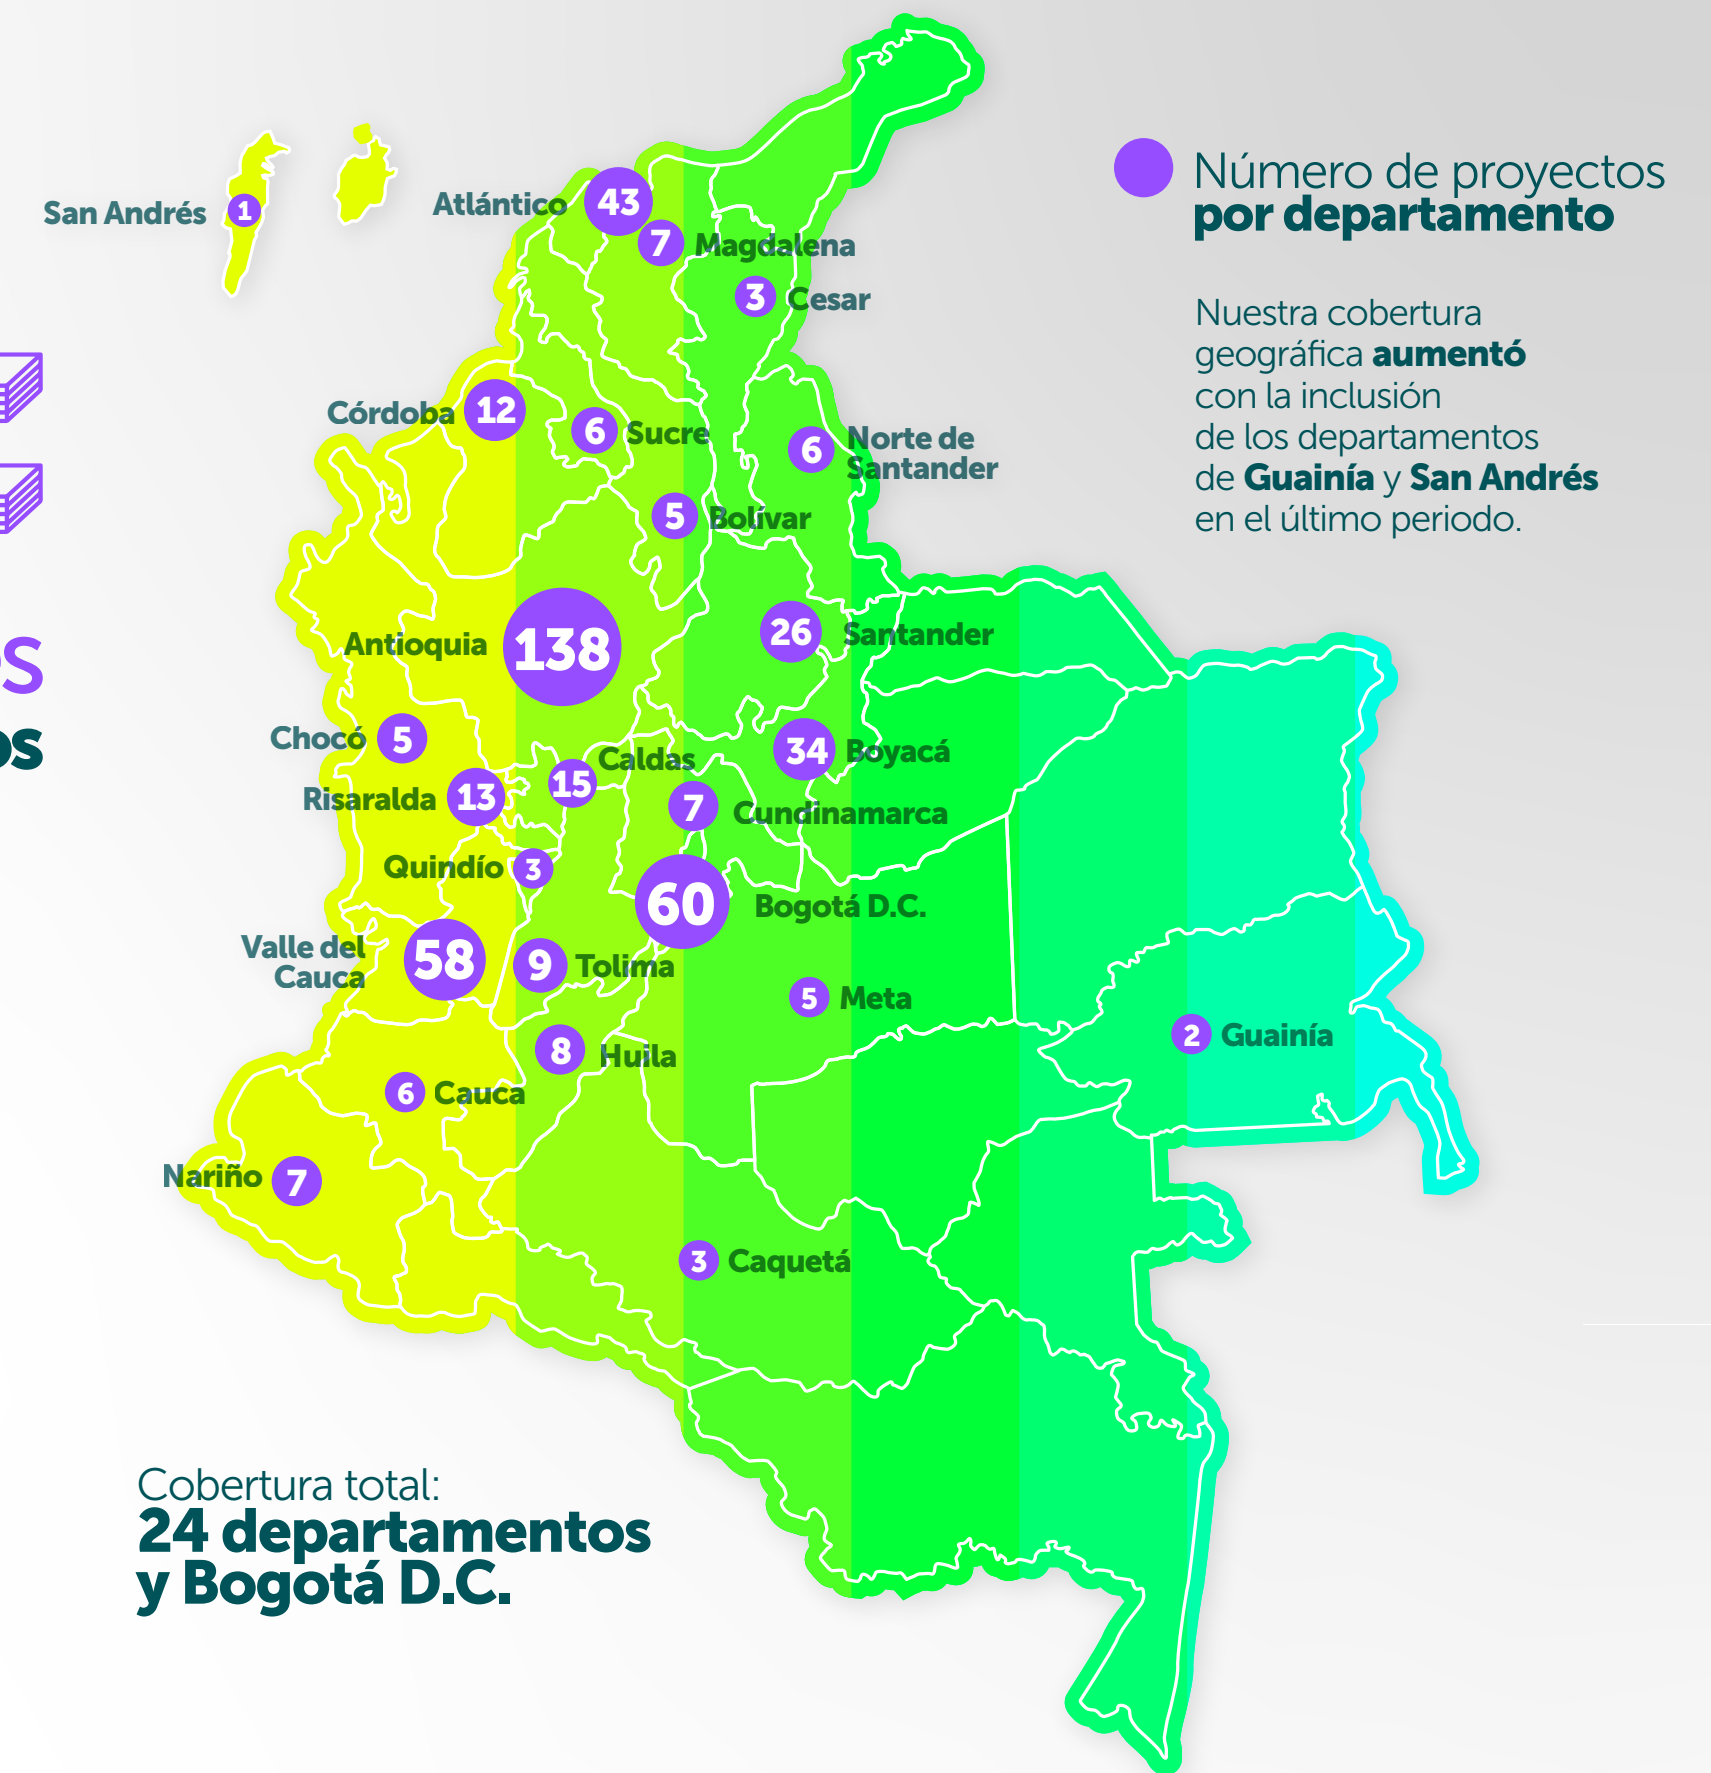 Número de proyectos
por departamento
Nuestra cobertura
geográfica aumentó
con la inclusión
de los departamentos
de Guainía y San Andrés
en el último periodo.
San Andrés 1
Atlántico 43
7 Magdalena
3 Cesar
Córdoba 12
6 Sucre
6 Norte de
Santander
5 Bolívar
Antioquia 138
26 Santander
Chocó 5
34 Boyacá
15 Caldas
Risaralda 13
7 Cundinamarca
Quindío 3
60 Bogotá D.C.
Valle del
Cauca 58
9 Tolima
5 Meta
2 Guainía
8 Huila
6 Cauca
Nariño 7
3 Caquetá
Cobertura total:
24 departamentos
y Bogotá D.C.